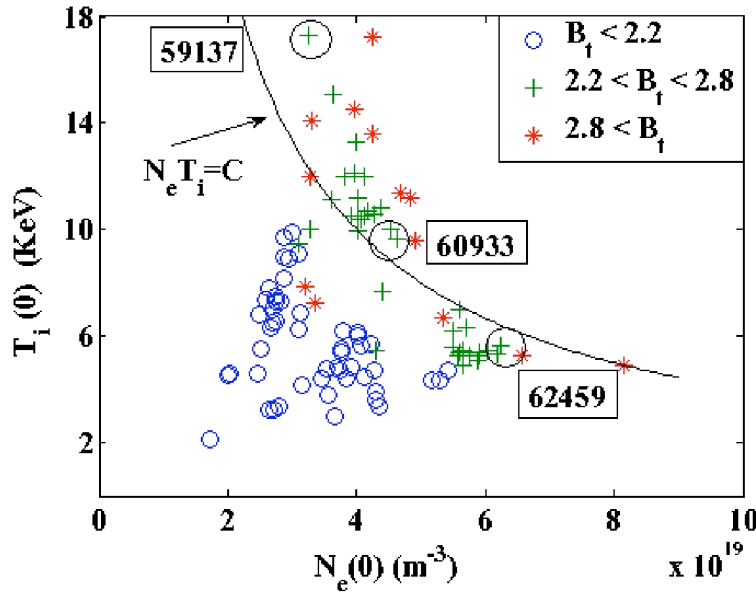 18
14
10
6
2
T_i(0) (KeV)
59137
N_eT_i=C
B_t < 2.2
2.2 < B_t < 2.8
2.8 < B_t
60933
62459
0 2 4 6 8 10
N_e(0) (m^-3)
x 10^19